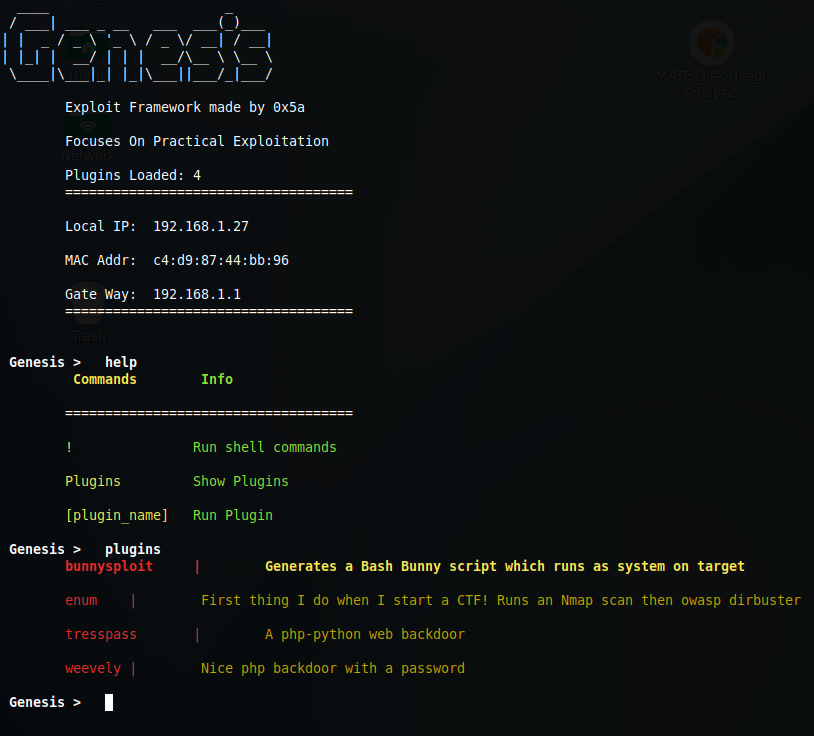 Genesis
MATE Disk Usage
Analyzer
Exploit Framework made by 0x5a
Focuses On Practical Exploitation
Network
Plugins Loaded: 4
====================================
Local IP:  192.168.1.27
MAC Addr:  c4:d9:87:44:bb:96
Gate Way:  192.168.1.1
====================================
Trash
Genesis >   help
Commands        Info
====================================
!               Run shell commands
Plugins         Show Plugins
[plugin_name]   Run Plugin
Genesis >   plugins
bunnysploit     |        Generates a Bash Bunny script which runs as system on target
enum    |        First thing I do when I start a CTF! Runs an Nmap scan then owasp dirbuster
tresspass       |        A php-python web backdoor
weevely |        Nice php backdoor with a password
Genesis >